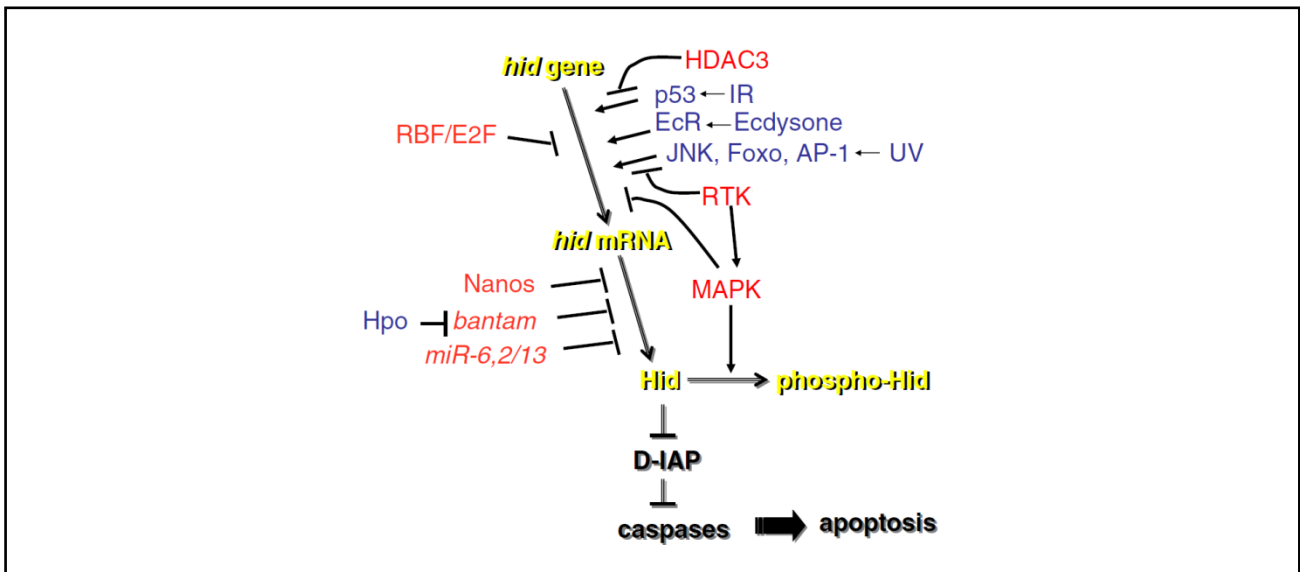 HDAC3
hid gene
p53 IR
EcR Ecdysone
RBF/E2F
JNK, Foxo, AP-1 UV
RTK
hid mRNA
Nanos
MAPK
Hpo bantam
miR-6,2/13
Hid phospho-Hid
D-IAP
caspases apoptosis